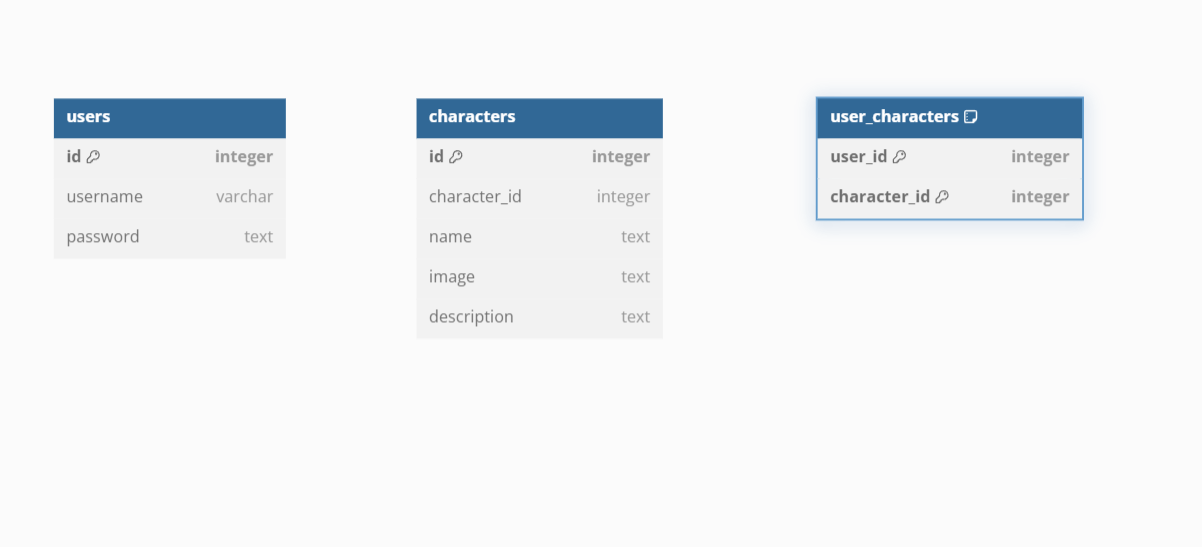 users
id integer
username varchar
password text
characters
id integer
character_id integer
name text
image text
description text
user_characters
user_id integer
character_id integer